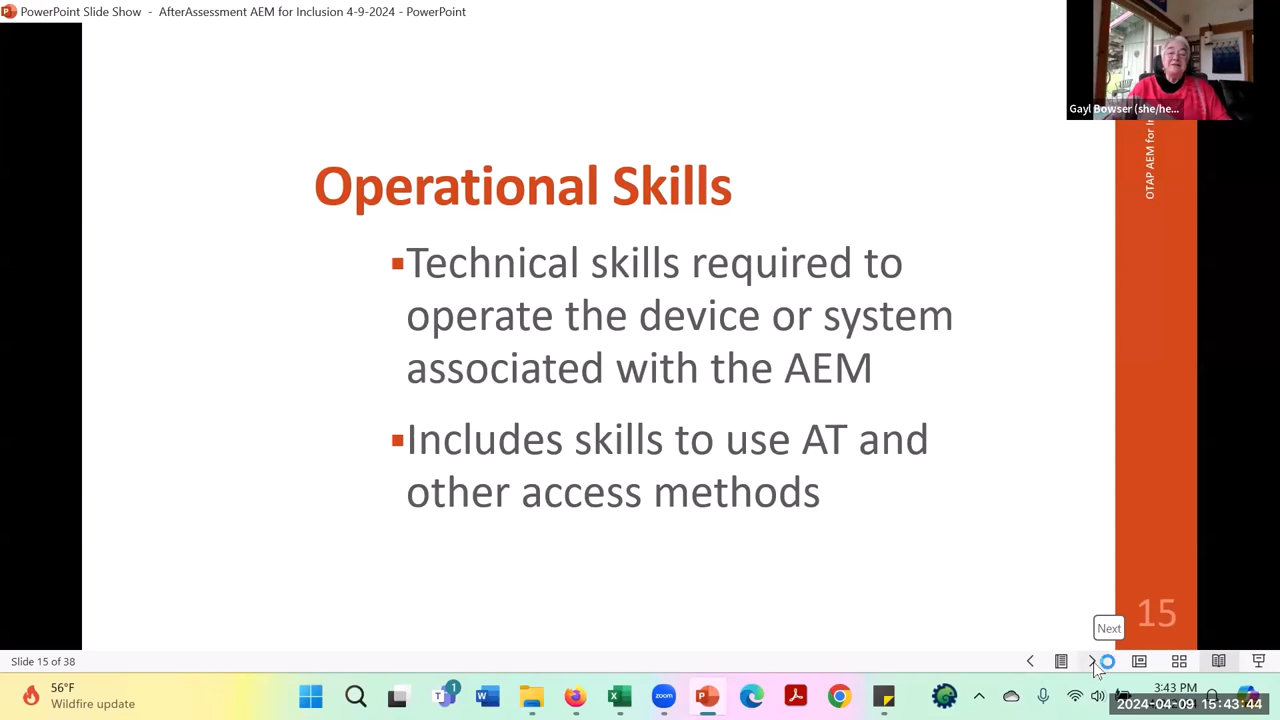 PowerPoint Slide Show - AfterAssessment AEM for Inclusion 4-9-2024 - PowerPoint
Gayl Bowser (she/he...
OTAP AEM for In
Operational Skills
▪Technical skills required to
operate the device or system
associated with the AEM
▪Includes skills to use AT and
other access methods
15
Next
Slide 15 of 38
56°F
Wildfire update
1
3:43 PM
2024-04-09 15:43:44